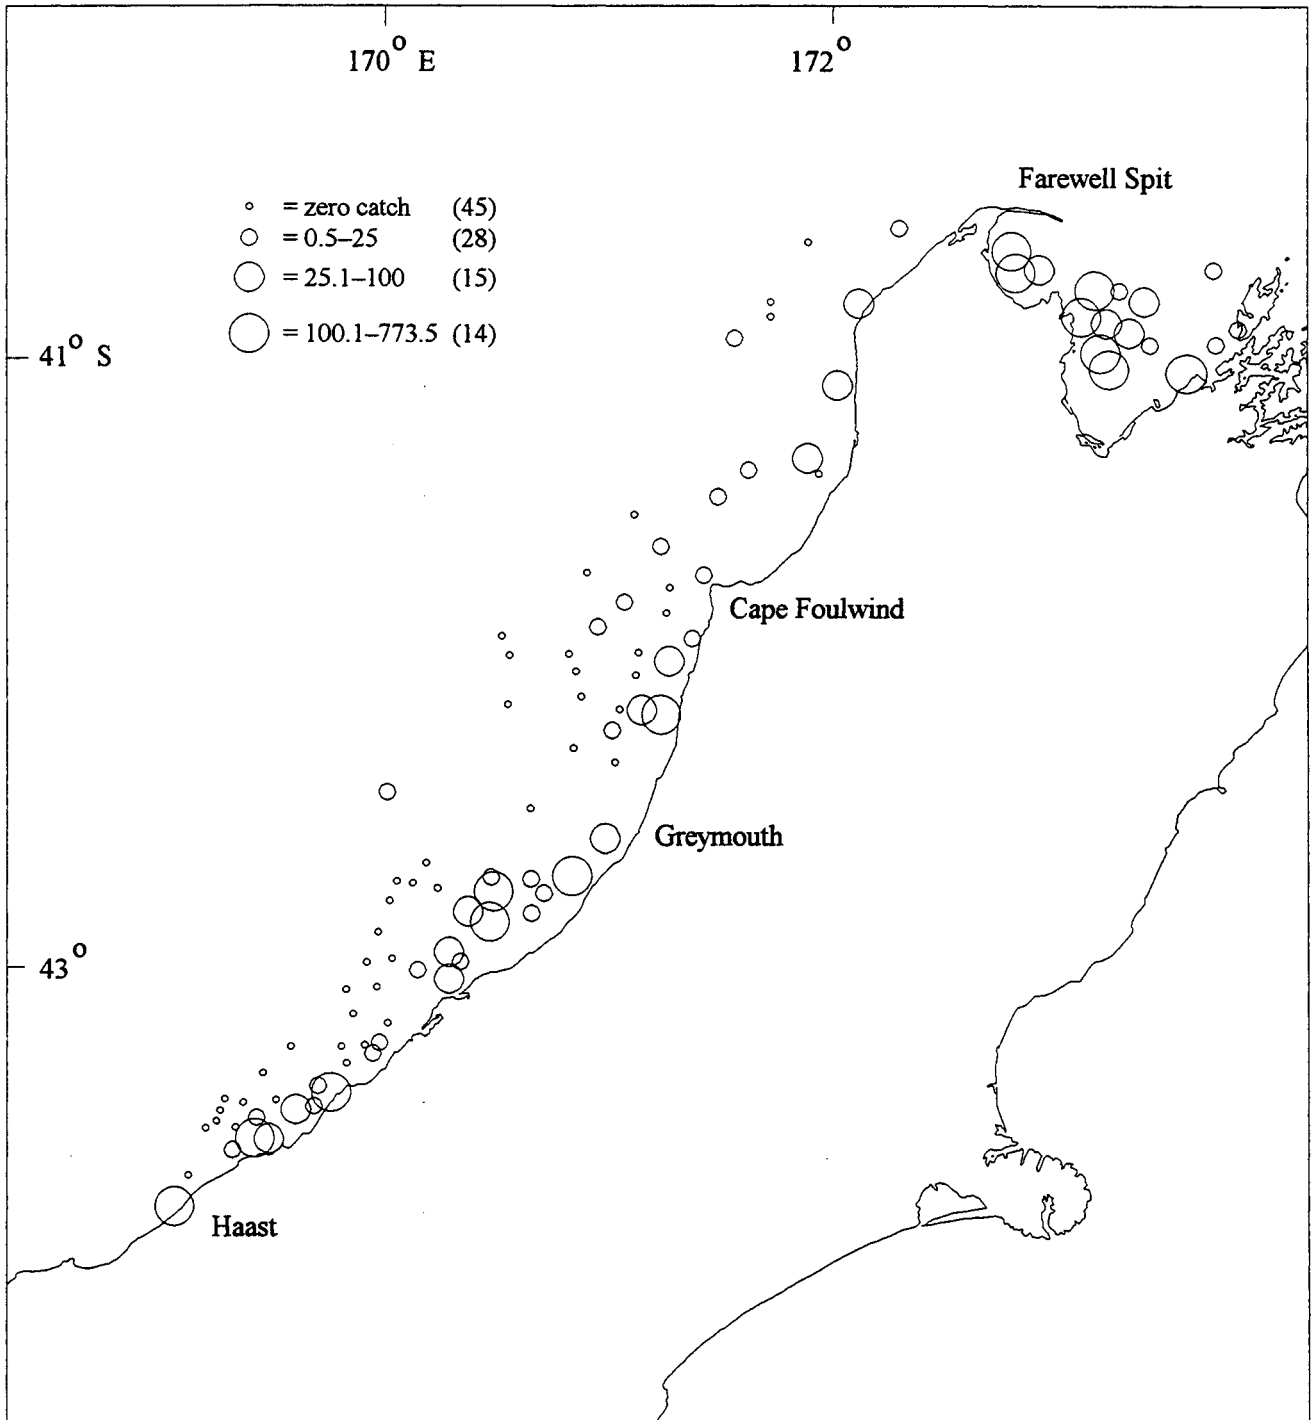 170° E 172°
Farewell Spit
= zero catch (45)
= 0.5–25 (28)
= 25.1–100 (15)
= 100.1–773.5 (14)
41° S
Cape Foulwind
Greymouth
43°
Haast